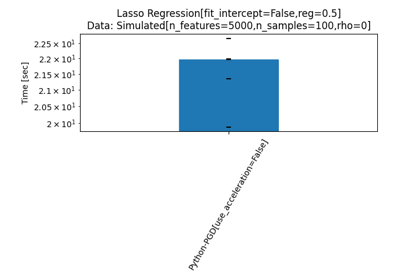 Lasso Regression[fit_intercept=False,reg=0.5]
Data: Simulated[n_features=5000,n_samples=100,rho=0]
Time [sec]
2.25 × 10¹
2.2 × 10¹
2.15 × 10¹
2.1 × 10¹
2.05 × 10¹
2 × 10¹
Python-PGD[use_acceleration=False]